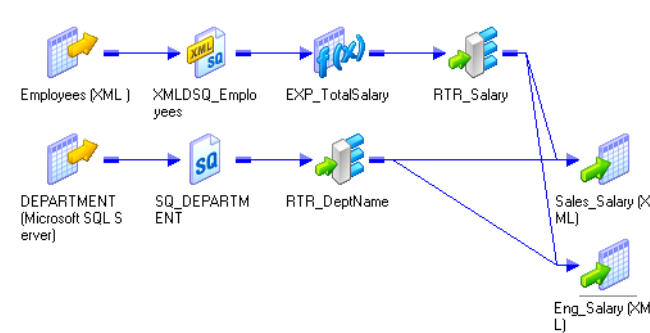 XML
SQ
f(x)
Employees (XML )
XMLDSQ_Emplo
yees
EXP_TotalSalary
RTR_Salary
SQ
DEPARTMENT
(Microsoft SQL S
erver)
SQ_DEPARTM
ENT
RTR_DeptName
Sales_Salary (X
ML)
Eng_Salary (XM
L)